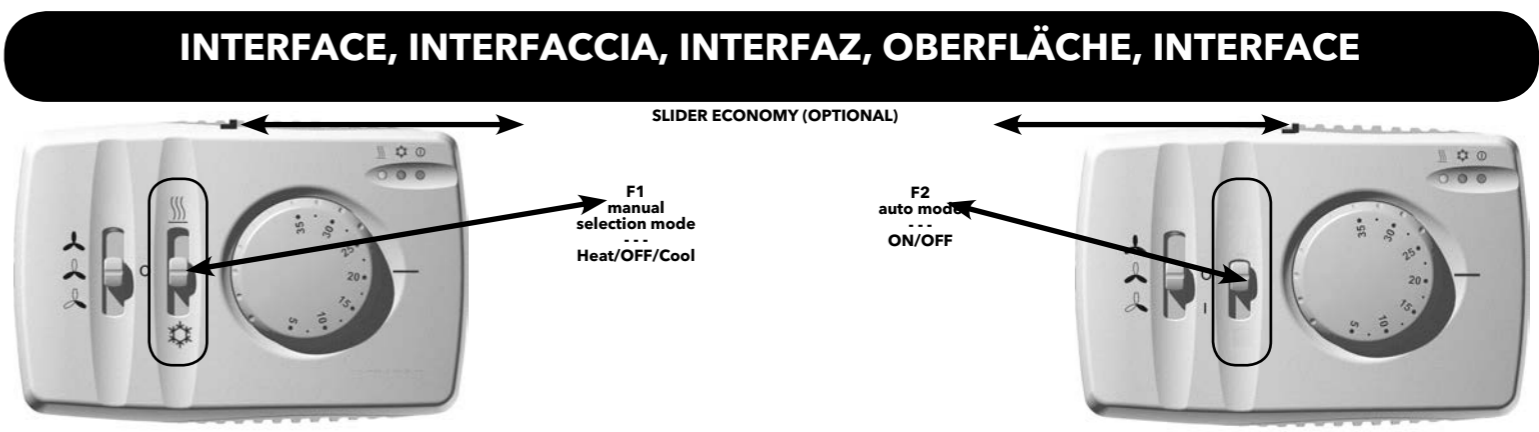 INTERFACE, INTERFACCIA, INTERFAZ, OBERFLÄCHE, INTERFACE
SLIDER ECONOMY (OPTIONAL)
F1
manual
selection mode
- - -
Heat/OFF/Cool
F2
auto mode
- - -
ON/OFF
O
35
30
25
20
15
10
5
O
I
35
30
25
20
15
10
5